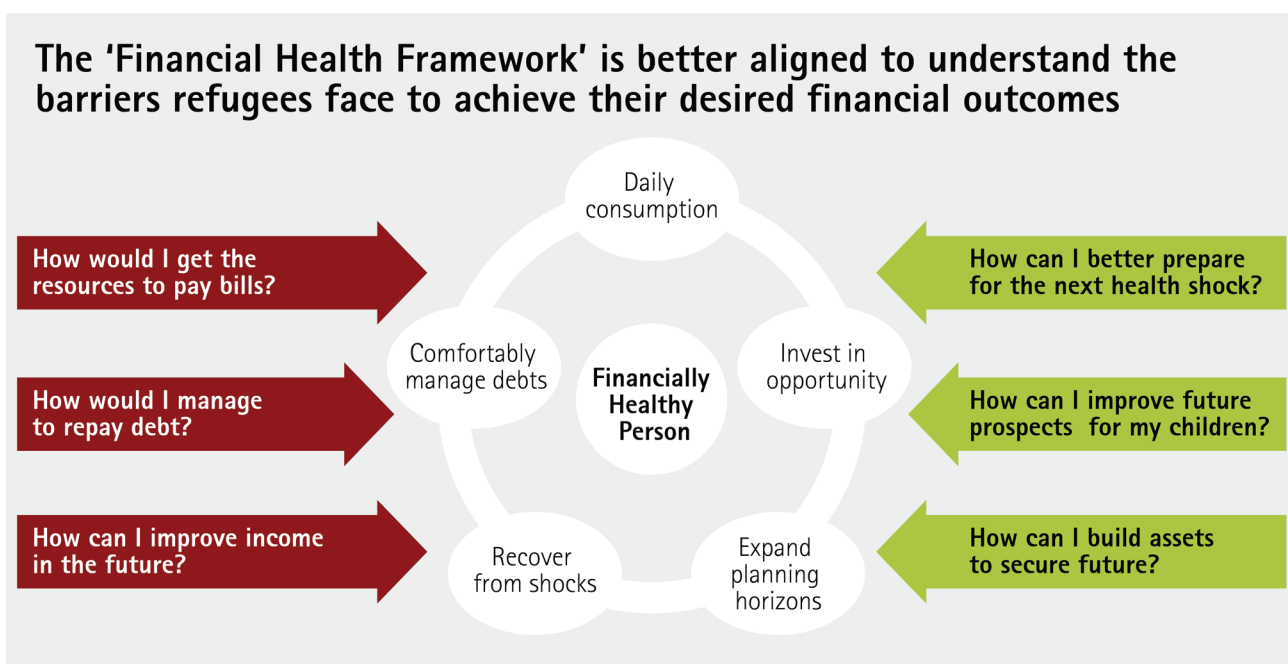 The ‘Financial Health Framework’ is better aligned to understand the
barriers refugees face to achieve their desired financial outcomes
Daily
consumption
How would I get the
resources to pay bills?
How can I better prepare
for the next health shock?
Comfortably
manage debts
Financially
Healthy
Person
Invest in
opportunity
How would I manage
to repay debt?
How can I improve future
prospects for my children?
How can I improve income
in the future?
Recover
from shocks
Expand
planning
horizons
How can I build assets
to secure future?